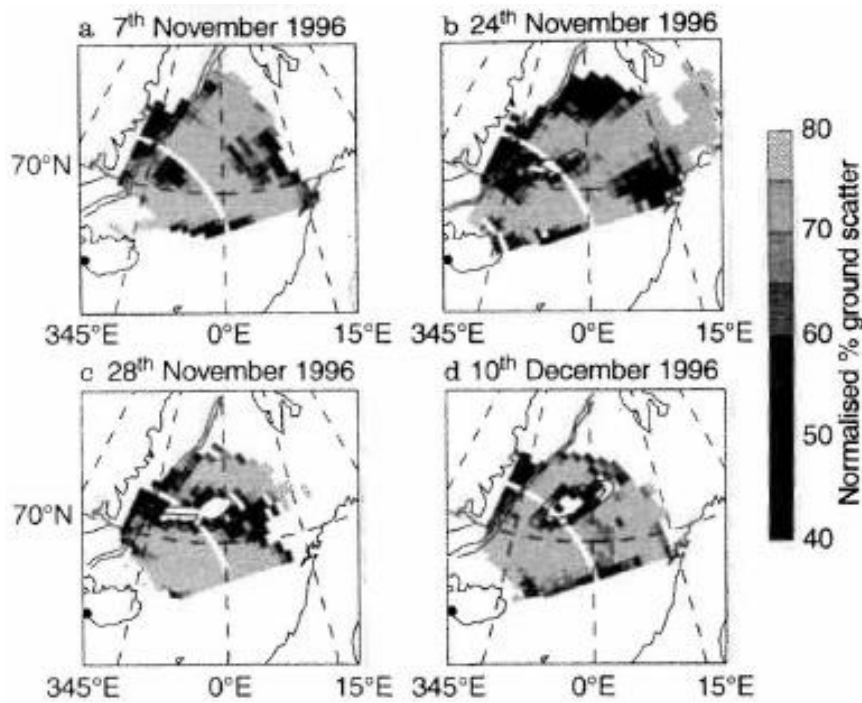 a 7th November 1996
b 24th November 1996
70°N
345°E 0°E 15°E
345°E 0°E 15°E
c 28th November 1996
d 10th December 1996
70°N
345°E 0°E 15°E
345°E 0°E 15°E
80
70
60
50
40
Normalised % ground scatter